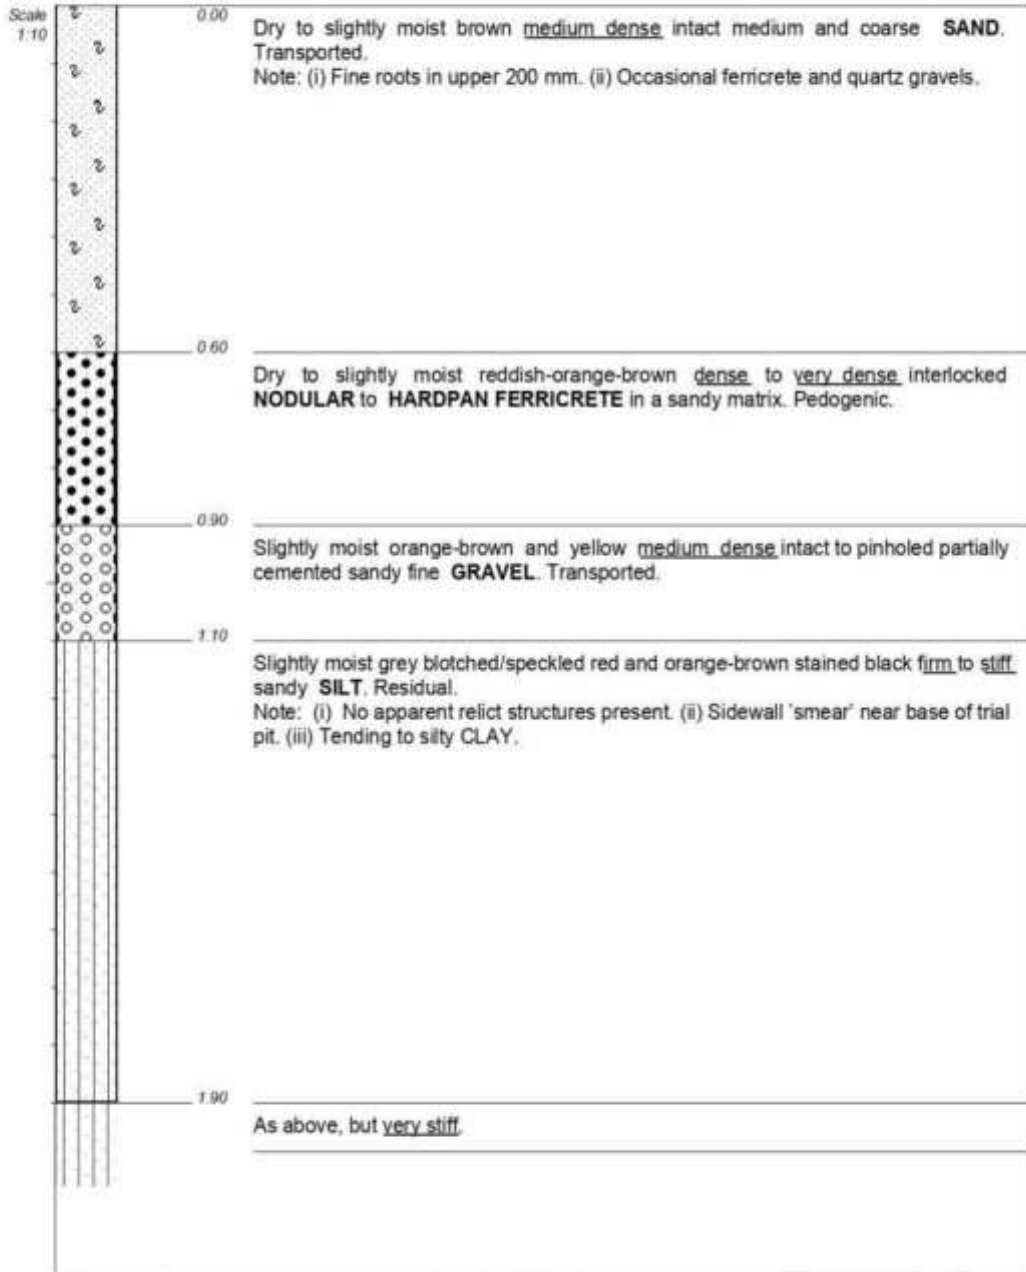 Scale
1:10
0.00
Dry to slightly moist brown medium dense intact medium and coarse SAND.
Transported.
Note: (i) Fine roots in upper 200 mm. (ii) Occasional ferricrete and quartz gravels.
0.60
Dry to slightly moist reddish-orange-brown dense to very dense interlocked
NODULAR to HARDPAN FERRICRETE in a sandy matrix. Pedogenic.
0.90
Slightly moist orange-brown and yellow medium dense intact to pinholed partially
cemented sandy fine GRAVEL. Transported.
1.10
Slightly moist grey blotched/speckled red and orange-brown stained black firm to stiff
sandy SILT. Residual.
Note: (i) No apparent relict structures present. (ii) Sidewall 'smear' near base of trial
pit. (iii) Tending to silty CLAY.
1.90
As above, but very stiff.